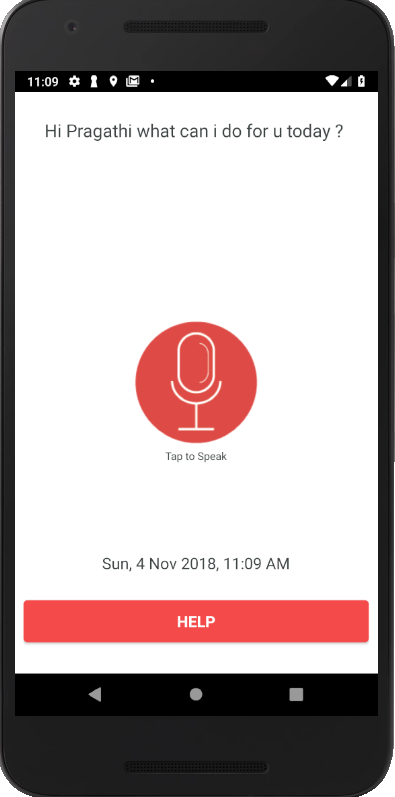 11:09
Hi Pragathi what can i do for u today ?
Tap to Speak
Sun, 4 Nov 2018, 11:09 AM
HELP